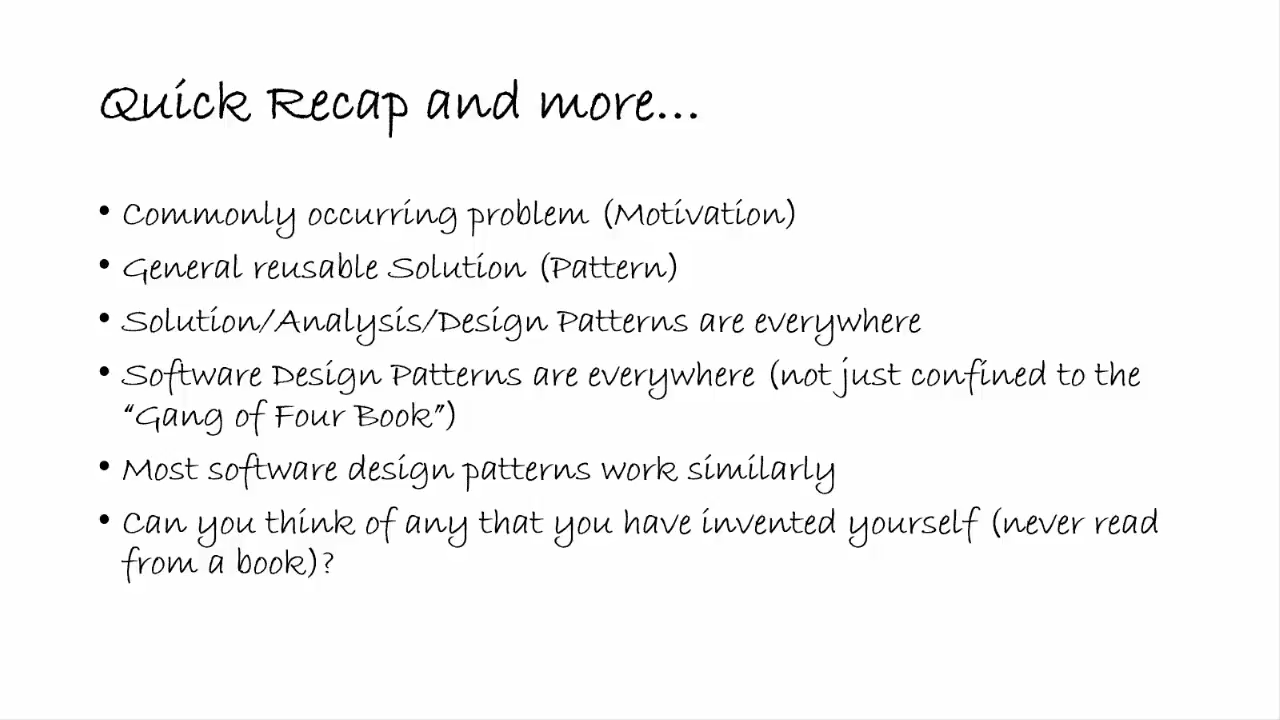 Quick Recap and more...
• Commonly occurring problem (Motivation)
• General reusable Solution (Pattern)
• Solution/Analysis/Design Patterns are everywhere
• Software Design Patterns are everywhere (not just confined to the
“Gang of Four Book”)
• Most software design patterns work similarly
• Can you think of any that you have invented yourself (never read
from a book)?